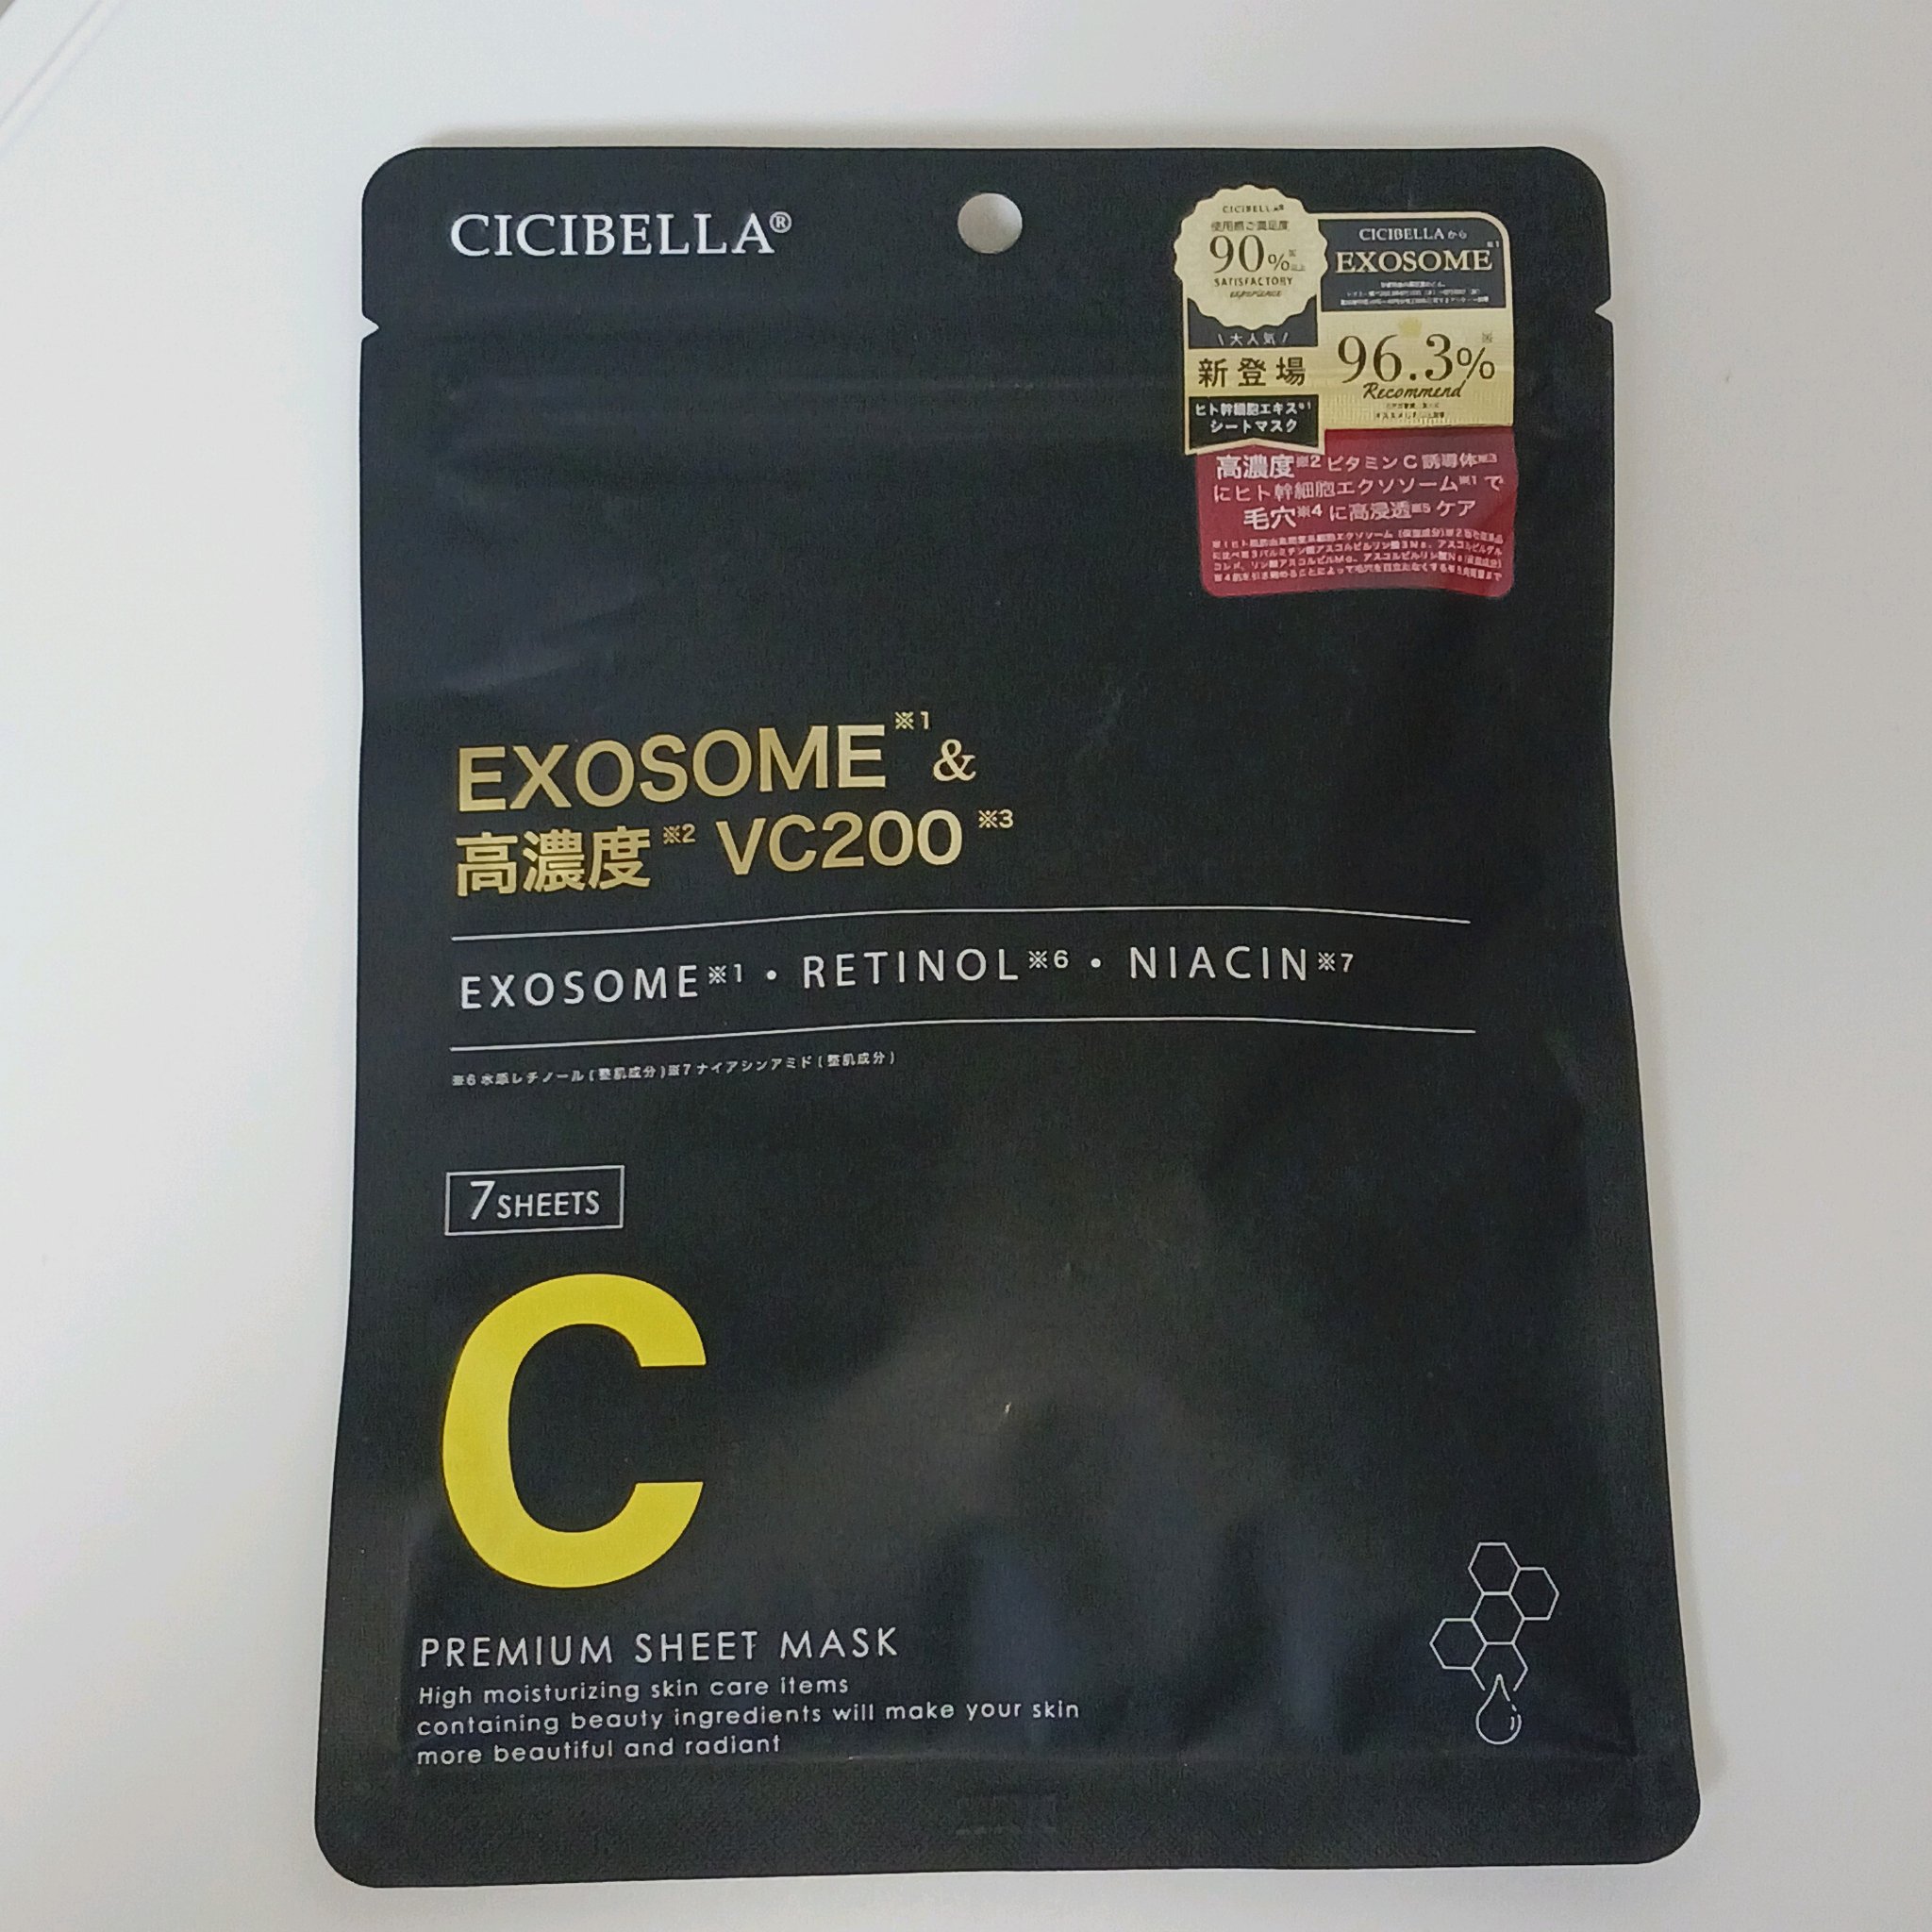 CICIBELLA®
CICIBELLA®
使用感ご満足度
90%※以上
SATISFACTORY
experience
\大人気/
新登場
ヒト幹細胞エキス※1
シートマスク
CICIBELLAから
EXOSOME※1
96.3%※
Recommend
高濃度※2ビタミンC誘導体※3
にヒト幹細胞エクソソーム※1で
毛穴※4に高浸透※5ケア
EXOSOME※1&
高濃度※2 VC200※3
EXOSOME※1・RETINOL※6・NIACIN※7
※6水添レチノール(整肌成分)※7ナイアシンアミド(整肌成分)
7SHEETS
C
PREMIUM SHEET MASK
High moisturizing skin care items
containing beauty ingredients will make your skin
more beautiful and radiant